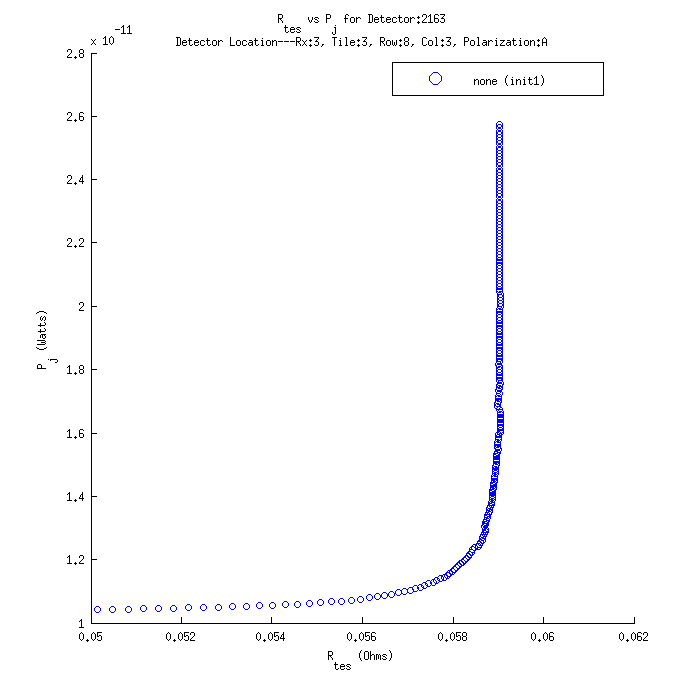 R_tes vs P_j for Detector:2163
Detector Location---Rx:3, Tile:3, Row:8, Col:3, Polarization:A
x 10^-11
none (init1)
2.8
2.6
2.4
2.2
2
1.8
1.6
1.4
1.2
1
P_j (Watts)
0.05 0.052 0.054 0.056 0.058 0.06 0.062
R_tes (Ohms)